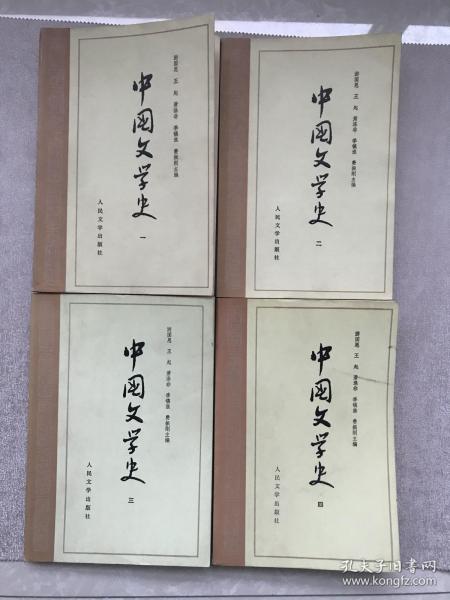 游国恩 王起 萧涤非 季镇淮 费振刚主编
中国文学史
一
人民文学出版社
游国恩 王起 萧涤非 季镇淮 费振刚主编
中国文学史
二
人民文学出版社
游国恩 王起 萧涤非 季镇淮 费振刚主编
中国文学史
三
人民文学出版社
游国恩 王起 萧涤非 季镇淮 费振刚主编
中国文学史
四
人民文学出版社
孔夫子旧书网
www.kongfz.com